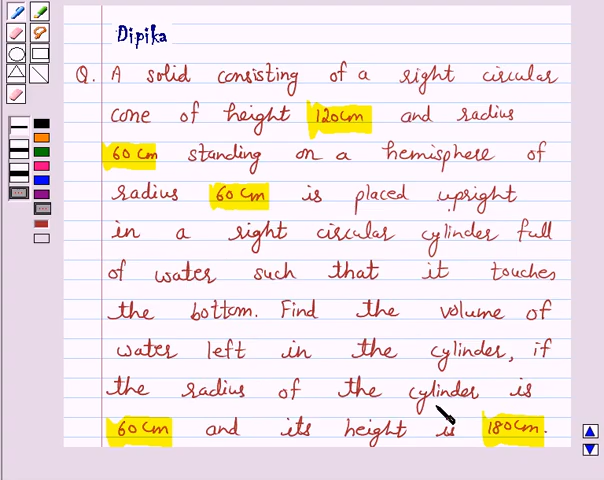 Dipika
Q. A solid consisting of a right circular
cone of height 120cm and radius
60 cm standing on a hemisphere of
radius 60 cm is placed upright
in a right circular cylinder full
of water such that it touches
the bottom. Find the volume of
water left in the cylinder, if
the radius of the cylinder is
60 cm and its height is 180cm.